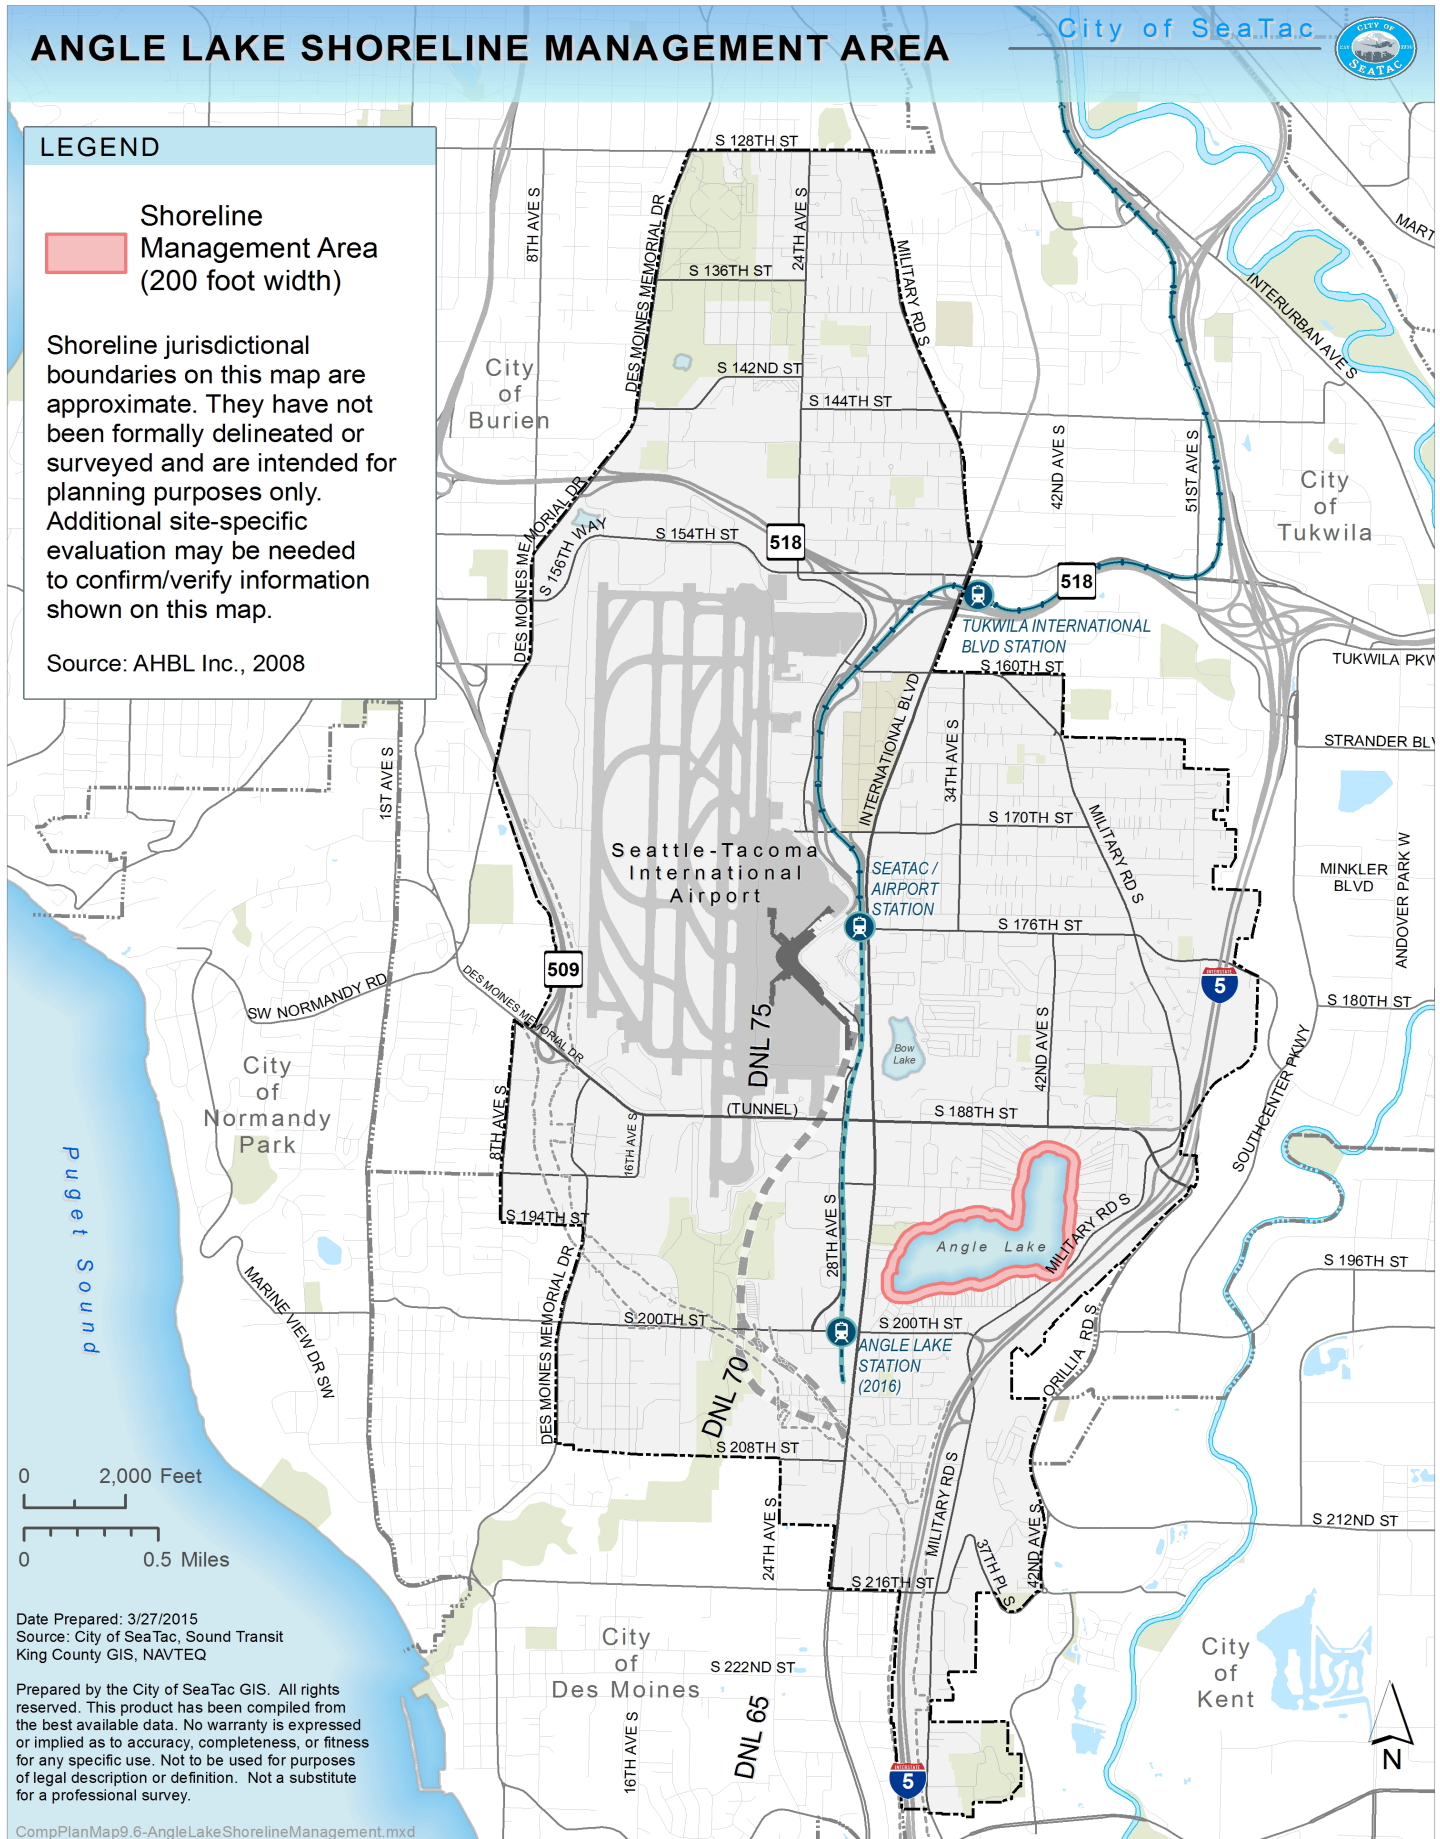 ANGLE LAKE SHORELINE MANAGEMENT AREA
City of SeaTac
CITY OF
SEATAC
LEGEND
Shoreline
Management Area
(200 foot width)
Shoreline jurisdictional
boundaries on this map are
approximate. They have not
been formally delineated or
surveyed and are intended for
planning purposes only.
Additional site-specific
evaluation may be needed
to confirm/verify information
shown on this map.
Source: AHBL Inc., 2008
S 128TH ST
8TH AVE S
DES MOINES MEMORIAL DR
24TH AVE S
MILITARY RD S
MART
S 136TH ST
INTERURBAN AVE S
City
of
Burien
S 142ND ST
S 144TH ST
42ND AVE S
51ST AVE S
City
of
Tukwila
DES MOINES MEMORIAL DR
S 156TH WAY
S 154TH ST
518
518
TUKWILA INTERNATIONAL
BLVD STATION
S 160TH ST
TUKWILA PKW
INTERNATIONAL BLVD
34TH AVE S
STRANDER BLV
1ST AVE S
S 170TH ST
MILITARY RD S
Seattle-Tacoma
International
Airport
SEATAC /
AIRPORT
STATION
MINKLER
BLVD
ANDOVER PARK W
S 176TH ST
509
5
SW NORMANDY RD
DES MOINES MEMORIAL DR
S 180TH ST
DNL 75
Bow
Lake
42ND AVE S
SOUTHCENTER PKWY
City
of
Normandy
Park
8TH AVE S
16TH AVE S
(TUNNEL)
S 188TH ST
Puget Sound
S 194TH ST
28TH AVE S
Angle Lake
MILITARY RD S
S 196TH ST
MARINE VIEW DR SW
DES MOINES MEMORIAL DR
S 200TH ST
S 200TH ST
ANGLE LAKE
STATION
(2016)
ORILLIA RD S
DNL 70
S 208TH ST
0 2,000 Feet
0 0.5 Miles
24TH AVE S
MILITARY RD S
37TH PL S
42ND AVE S
S 212ND ST
S 216TH ST
City
of
Des Moines
S 222ND ST
16TH AVE S
DNL 65
City
of
Kent
5
N
Date Prepared: 3/27/2015
Source: City of SeaTac, Sound Transit
King County GIS, NAVTEQ
Prepared by the City of SeaTac GIS. All rights
reserved. This product has been compiled from
the best available data. No warranty is expressed
or implied as to accuracy, completeness, or fitness
for any specific use. Not to be used for purposes
of legal description or definition. Not a substitute
for a professional survey.
CompPlanMap9.6-AngleLakeShorelineManagement.mxd